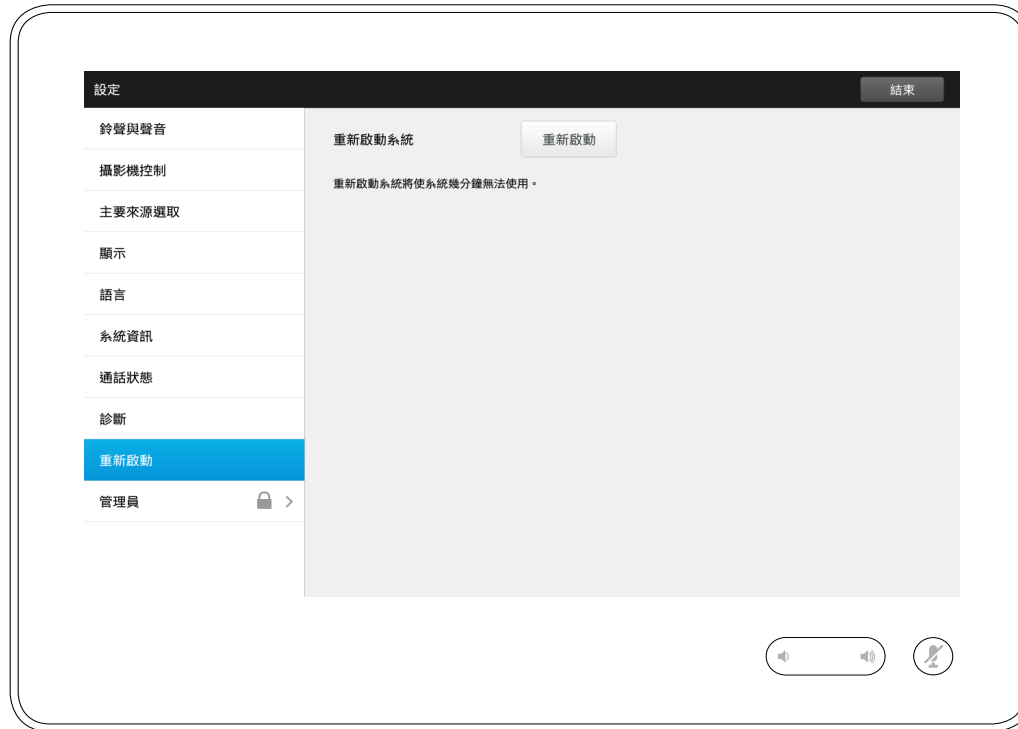 設定
結束
鈴聲與聲音
攝影機控制
主要來源選取
顯示
語言
系統資訊
通話狀態
診斷
重新啟動
管理員
重新啟動系統
重新啟動
重新啟動系統將使系統幾分鐘無法使用。